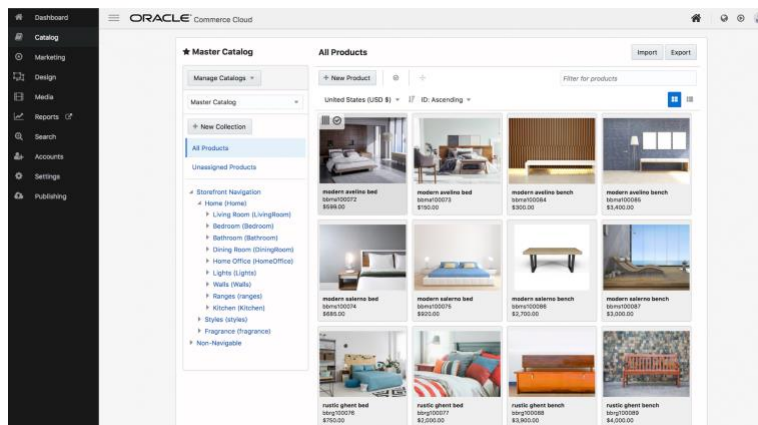 Dashboard
Catalog
Marketing
Design
Media
Reports
Search
Accounts
Settings
Publishing
ORACLE Commerce Cloud
Master Catalog
Manage Catalogs
Master Catalog
+ New Collection
All Products
Unassigned Products
Storefront Navigation
Home (Home)
Living Room (LivingRoom)
Bedroom (Bedroom)
Bathroom (Bathroom)
Dining Room (DiningRoom)
Home Office (HomeOffice)
Lights (Lights)
Walls (Walls)
Ranges (ranges)
Kitchen (Kitchen)
Styles (styles)
Fragrance (fragrance)
Non-Navigable
All Products
Import Export
+ New Product
Filter for products
United States (USD $) ID: Ascending
modern avelino bed
bbma100072
$599.00
modern avelino bed
bbma100073
$150.00
modern avelino bench
bbma100084
$300.00
modern avelino bench
bbma100085
$3,400.00
modern salerno bed
bbms100074
$685.00
modern salerno bed
bbms100075
$920.00
modern salerno bench
bbms100086
$2,700.00
modern salerno bench
bbms100087
$3,000.00
rustic ghent bed
bbrg100076
$750.00
rustic ghent bed
bbrg100077
$2,000.00
rustic ghent bench
bbrg100088
$3,900.00
rustic ghent bench
bbrg100089
$4,000.00